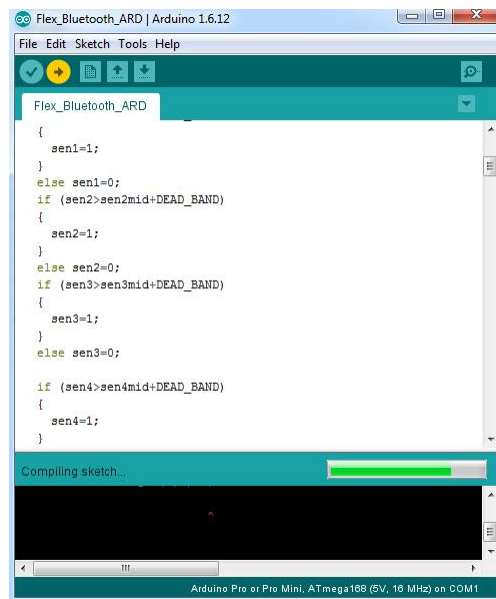 Flex_Bluetooth_ARD | Arduino 1.6.12
File Edit Sketch Tools Help
Flex_Bluetooth_ARD
{
sen1=1;
}
else sen1=0;
if (sen2>sen2mid+DEAD_BAND)
{
sen2=1;
}
else sen2=0;
if (sen3>sen3mid+DEAD_BAND)
{
sen3=1;
}
else sen3=0;
if (sen4>sen4mid+DEAD_BAND)
{
sen4=1;
}
Compiling sketch...
^
Arduino Pro or Pro Mini, ATmega168 (5V, 16 MHz) on COM1